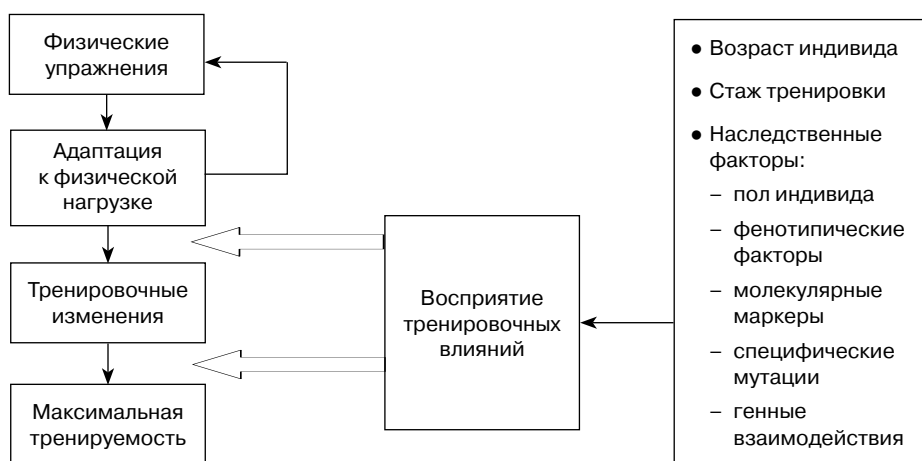 Физические
упражнения
Адаптация
к физической
нагрузке
Тренировочные
изменения
Максимальная
тренируемость
Восприятие
тренировочных
влияний
● Возраст индивида
● Стаж тренировки
● Наследственные
факторы:
– пол индивида
– фенотипические
факторы
– молекулярные
маркеры
– специфические
мутации
– генные
взаимодействия